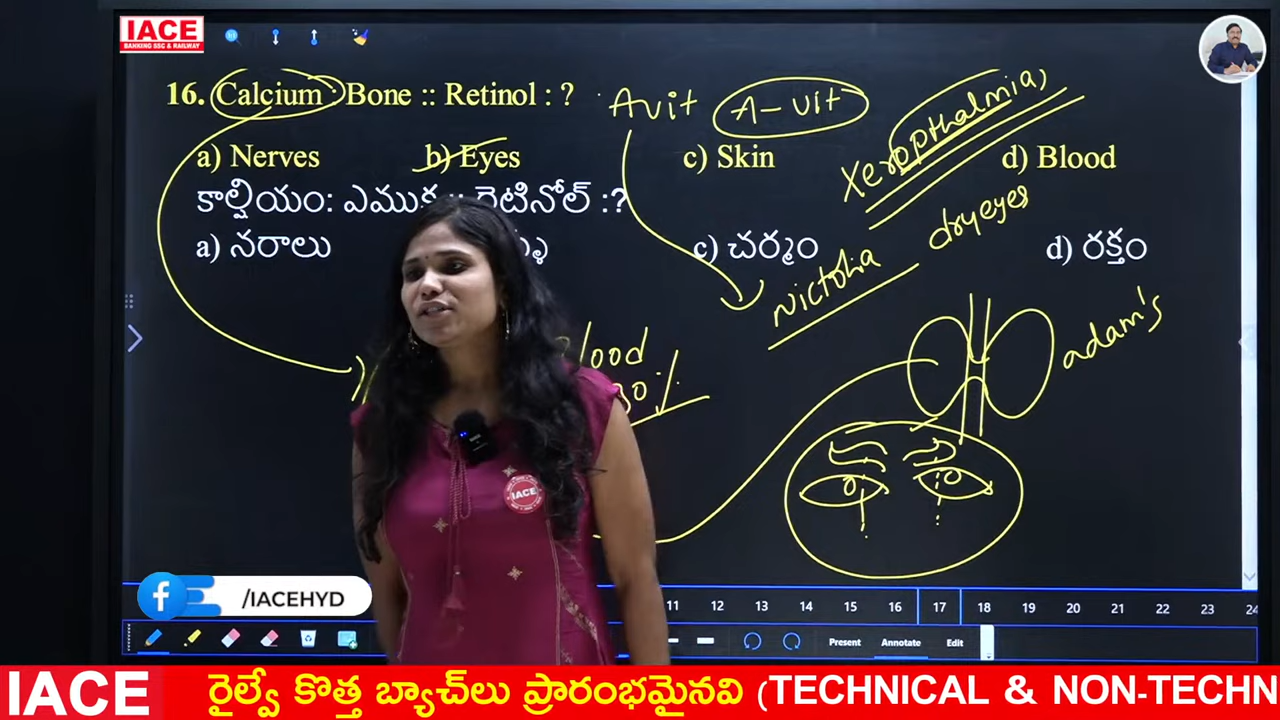 IACE
BANKING SSC & RAILWAY
16. Calcium : Bone :: Retinol : ?
A vit
A - vit
Xeropthalmia,
a) Nerves
b) Eyes
c) Skin
d) Blood
కాల్షియం: ఎముక :: రెటినోల్ :?
dryeyes
a) నరాలు
c) చర్మం
d) రక్తం
Nictolia
adam's
IACE
/IACEHYD
11 12 13 14 15 16 17 18 19 20 21 22 23 24
Present Annotate Edit
IACE రైల్వే కొత్త బ్యాచ్‌లు ప్రారంభమైనవి (TECHNICAL & NON-TECHN